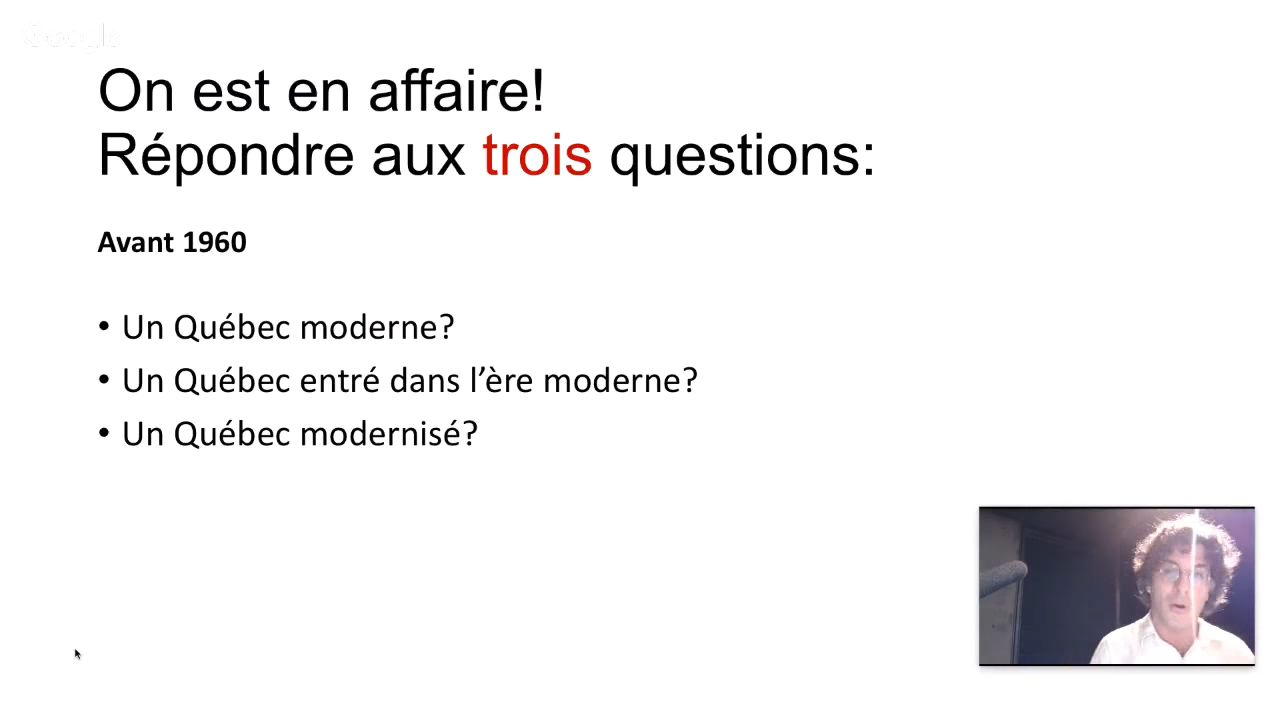 On est en affaire!
Répondre aux trois questions:
Avant 1960
• Un Québec moderne?
• Un Québec entré dans l’ère moderne?
• Un Québec modernisé?